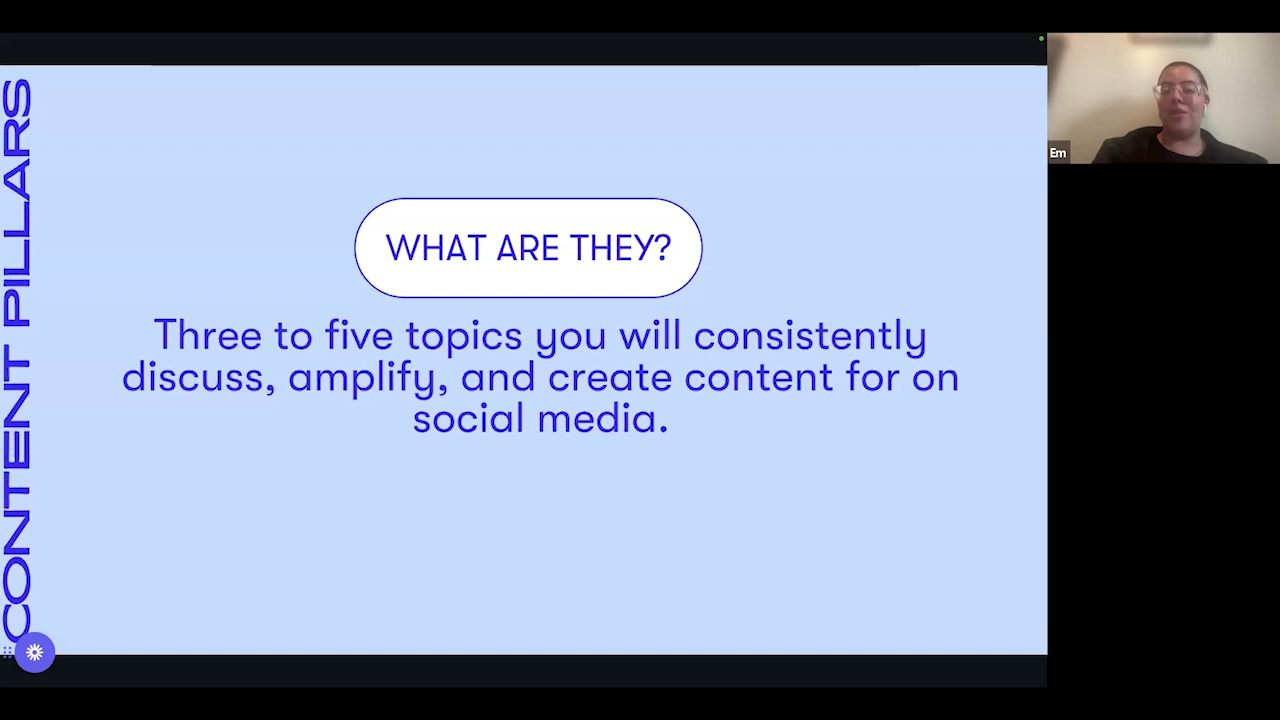 CONTENT PILLARS
WHAT ARE THEY?
Three to five topics you will consistently
discuss, amplify, and create content for on
social media.
Em